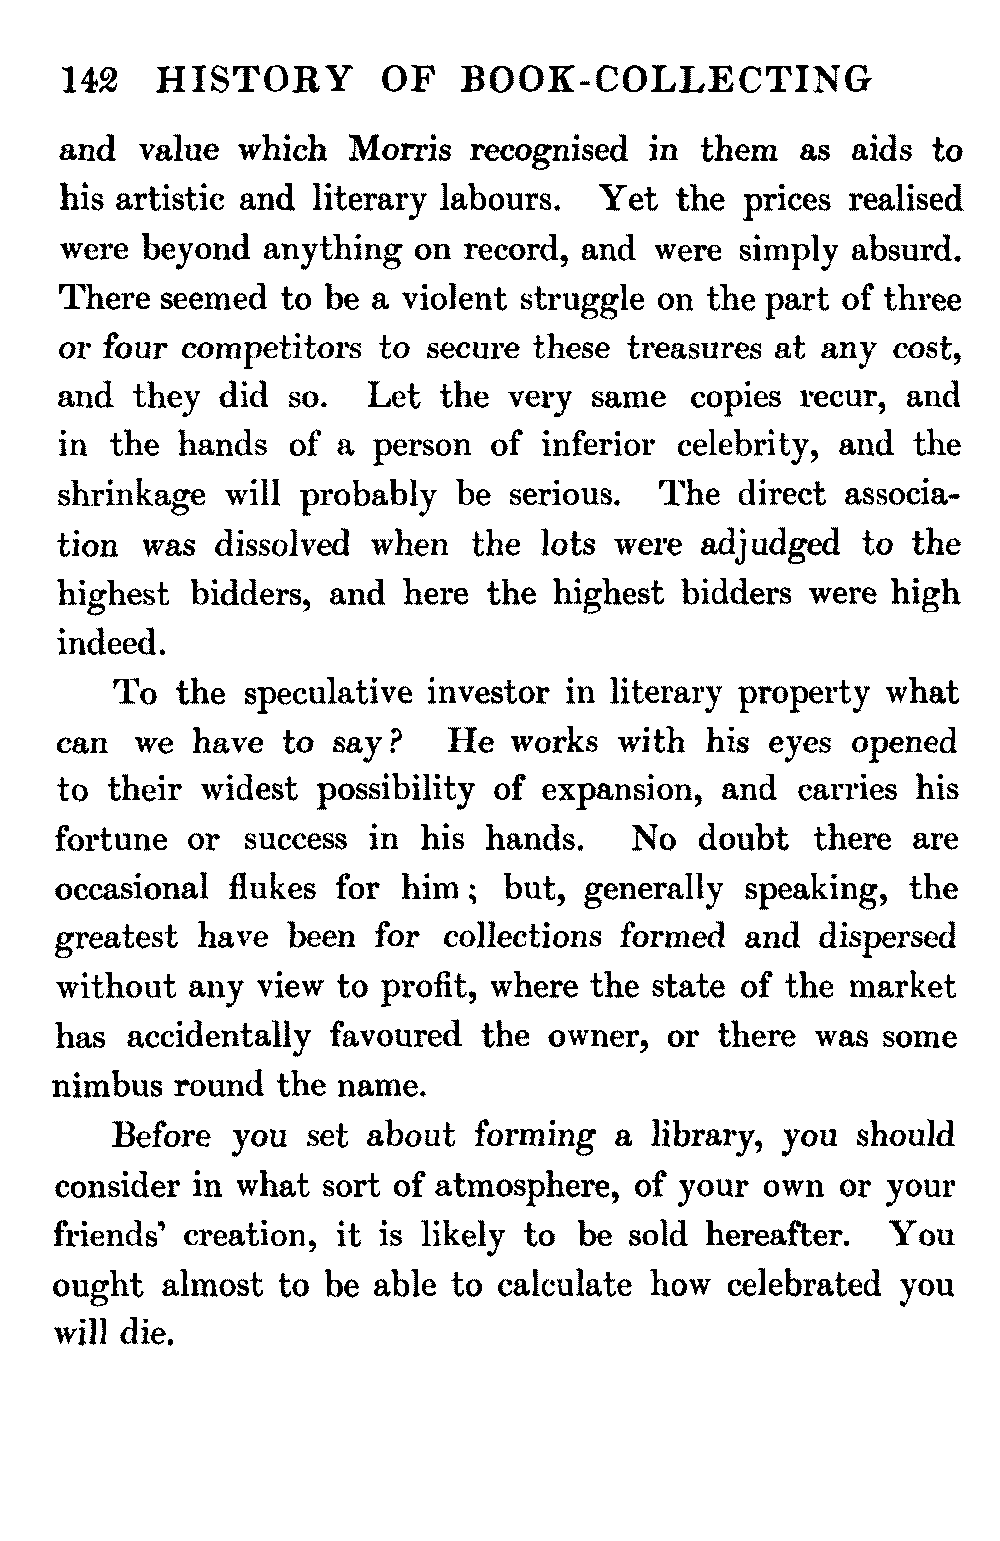 142 HISTORY OF BOOK-COLLECTING
and value which Morris recognised in them as aids to
his artistic and literary labours. Yet the prices realised
were beyond anything on record, and were simply absurd.
There seemed to be a violent struggle on the part of three
or four competitors to secure these treasures at any cost,
and they did so. Let the very same copies recur, and
in the hands of a person of inferior celebrity, and the
shrinkage will probably be serious. The direct associa-
tion was dissolved when the lots were adjudged to the
highest bidders, and here the highest bidders were high
indeed.
To the speculative investor in literary property what
can we have to say? He works with his eyes opened
to their widest possibility of expansion, and carries his
fortune or success in his hands. No doubt there are
occasional flukes for him; but, generally speaking, the
greatest have been for collections formed and dispersed
without any view to profit, where the state of the market
has accidentally favoured the owner, or there was some
nimbus round the name.
Before you set about forming a library, you should
consider in what sort of atmosphere, of your own or your
friends' creation, it is likely to be sold hereafter. You
ought almost to be able to calculate how celebrated you
will die.